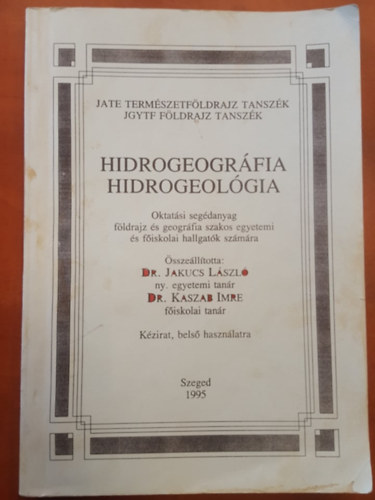 JATE TERMÉSZETFÖLDRAJZ TANSZÉK
JGYTF FÖLDRAJZ TANSZÉK
HIDROGEOGRÁFIA
HIDROGEOLÓGIA
Oktatási segédanyag
földrajz és geográfia szakos egyetemi
és főiskolai hallgatók számára
Összeállította:
DR. JAKUCS LÁSZLÓ
ny. egyetemi tanár
DR. KASZAB IMRE
főiskolai tanár
Kézirat, belső használatra
Szeged
1995